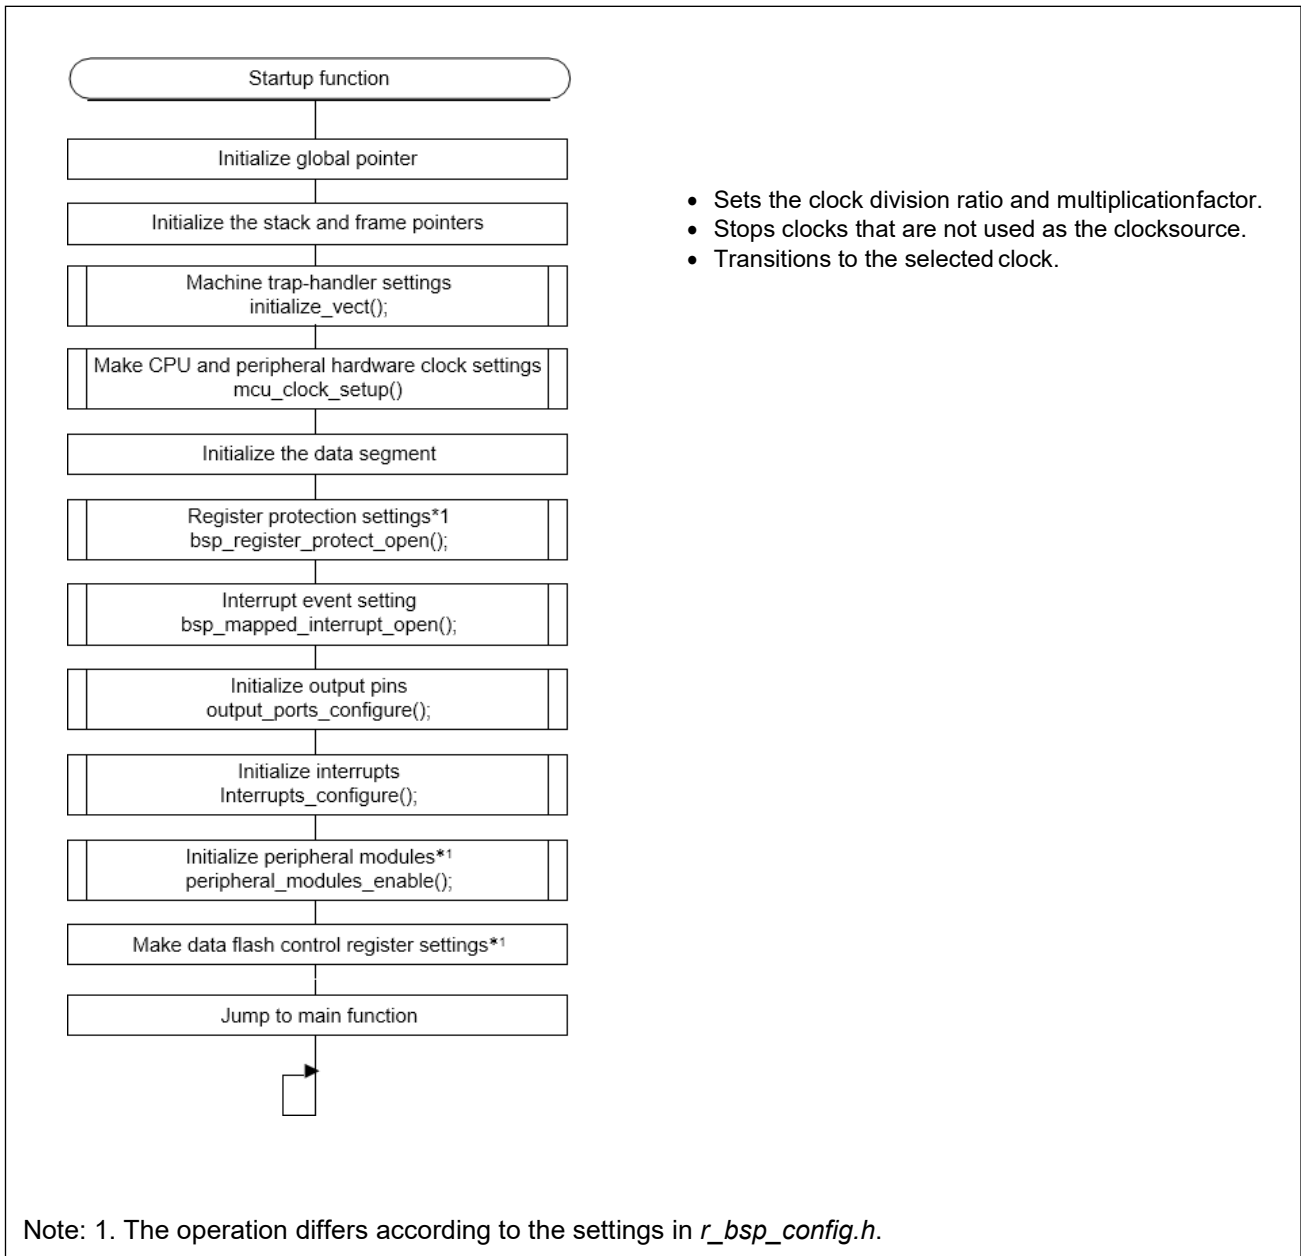 Startup function
Initialize global pointer
Initialize the stack and frame pointers
Machine trap-handler settings
initialize_vect();
Make CPU and peripheral hardware clock settings
mcu_clock_setup()
Initialize the data segment
Register protection settings*1
bsp_register_protect_open();
Interrupt event setting
bsp_mapped_interrupt_open();
Initialize output pins
output_ports_configure();
Initialize interrupts
Interrupts_configure();
Initialize peripheral modules*1
peripheral_modules_enable();
Make data flash control register settings*1
Jump to main function
• Sets the clock division ratio and multiplicationfactor.
• Stops clocks that are not used as the clocksource.
• Transitions to the selected clock.
Note: 1. The operation differs according to the settings in r_bsp_config.h.